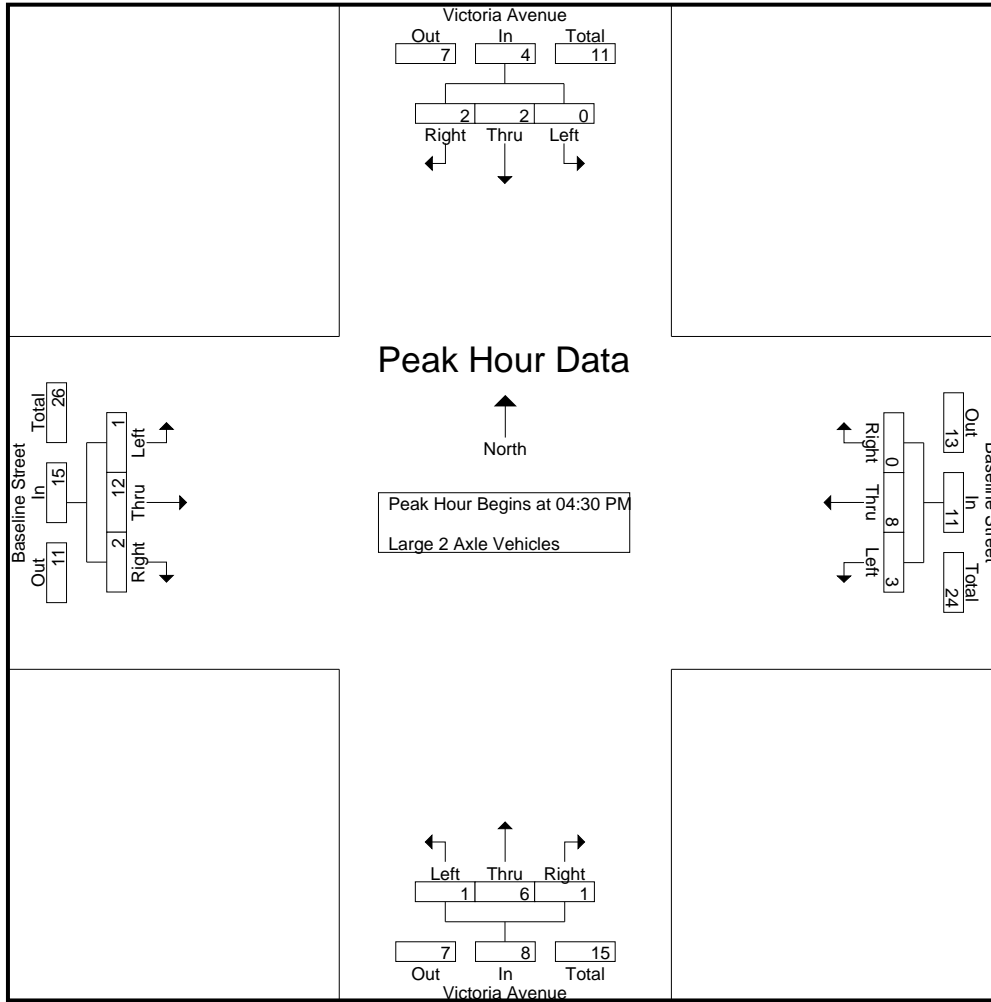 Victoria Avenue
Out In Total
7 4 11
2 2 0
Right Thru Left
Peak Hour Data
North
Peak Hour Begins at 04:30 PM
Large 2 Axle Vehicles
Baseline Street
Out In Total
11 15 26
2 12 1
Right Thru Left
Baseline Street
Out In Total
13 11 24
0 8 3
Right Thru Left
Left Thru Right
1 6 1
7 8 15
Out In Total
Victoria Avenue